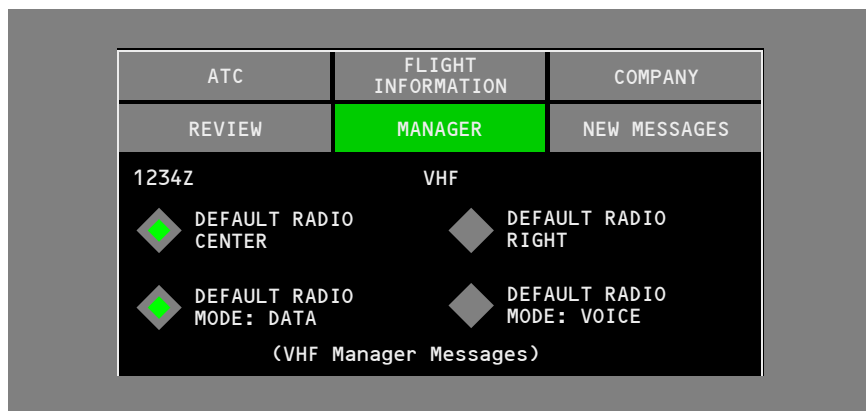 ATC
FLIGHT
INFORMATION
COMPANY
REVIEW
MANAGER
NEW MESSAGES
1234Z
VHF
DEFAULT RADIO
CENTER
DEFAULT RADIO
RIGHT
DEFAULT RADIO
MODE: DATA
DEFAULT RADIO
MODE: VOICE
(VHF Manager Messages)